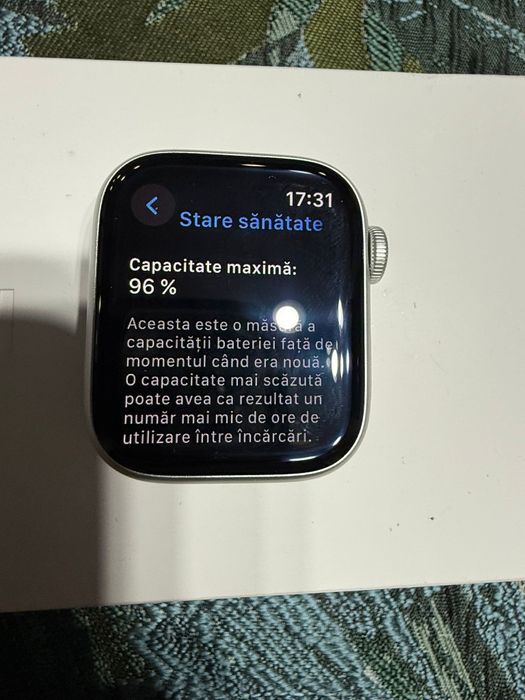 17:31
Stare sănătate
Capacitate maximă:
96 %
Aceasta este o măsură a
capacității bateriei față de
momentul când era nouă.
O capacitate mai scăzută
poate avea ca rezultat un
număr mai mic de ore de
utilizare între încărcări.